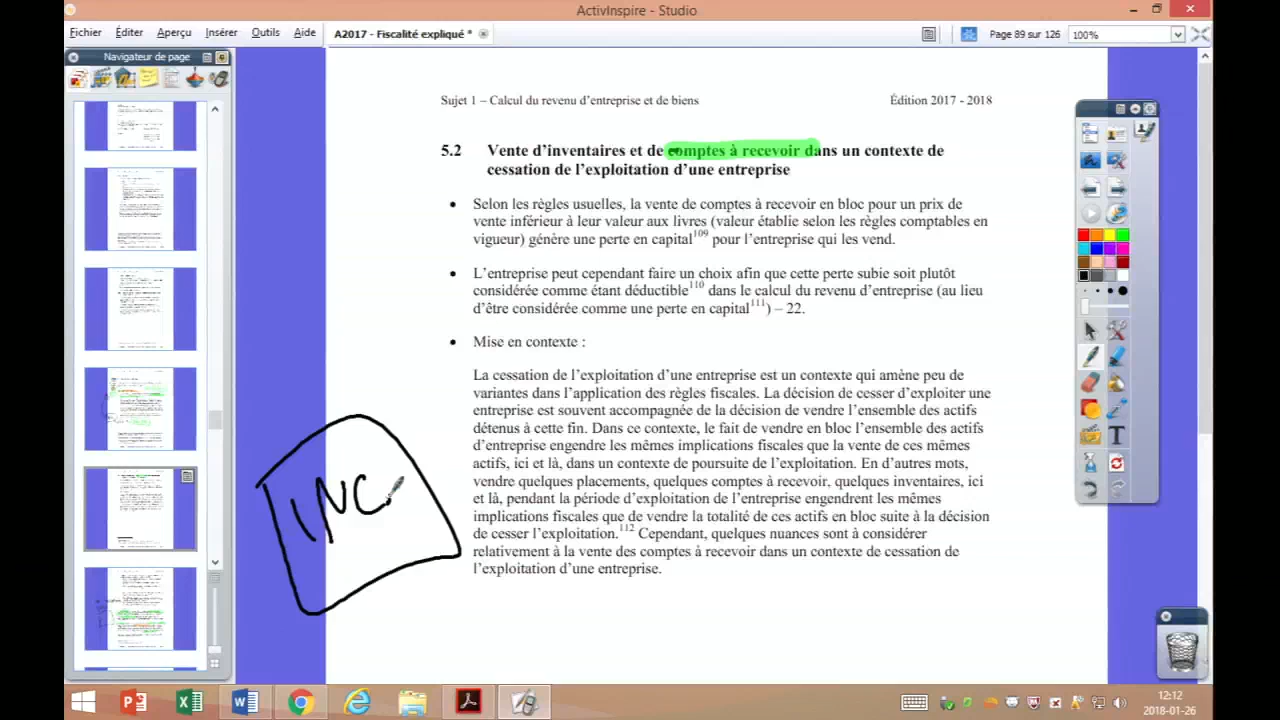 ActivInspire - Studio
Fichier Éditer Aperçu Insérer Outils Aide
A2017 - Fiscalité expliqué *
Page 89 sur 126
100%
Navigateur de page
Sujet 1 – Calcul du revenu d'entreprise et de biens
Édition 2017 - 2018
5.2 Vente d'inventaires et de comptes à recevoir dans un contexte de
cessation de l'exploitation d'une entreprise
• Selon les règles usuelles, la vente de comptes à recevoir en bloc pour un prix de
vente inférieur à leur valeur aux livres (valeur établie selon les règles comptables en
vigueur) génère une perte en capital109 pour l'entreprise qui les vend.
• L'entreprise peut cependant faire un choix afin que cette perte subie soit plutôt
considérée comme étant déductible110 dans le calcul du revenu d'entreprise (au lieu
d'être considérée comme une perte en capital111) – 22.
• Mise en contexte :
La cessation de l'exploitation d'une entreprise est un contexte qui amène peu de
variantes dans l'application des règles fiscales. La décision de cesser d'exploiter une
entreprise est souvent accompagnée de la décision de vendre l'ensemble des actifs
détenus à cette fin. Dans ce contexte, le fait de vendre en bloc l'ensemble des actifs
d'entreprise engendre les mêmes implications fiscales que la vente de ces mêmes
actifs, ici et là, dans un contexte de poursuite de l'exploitation. En d'autres mots,
vendre quelques placements, quelques comptes à recevoir, quelques inventaires, ici
et là, pendant la période d'exploitation de l'entreprise engendrent les mêmes
implications fiscales que de vendre la totalité de ces actifs en bloc suite à la décision
de cesser l'exploitation.112 Cependant, quelques nuances sont à considérer
relativement à la vente des comptes à recevoir dans un contexte de cessation de
l'exploitation d'une entreprise.
INC.
12:12
2018-01-26